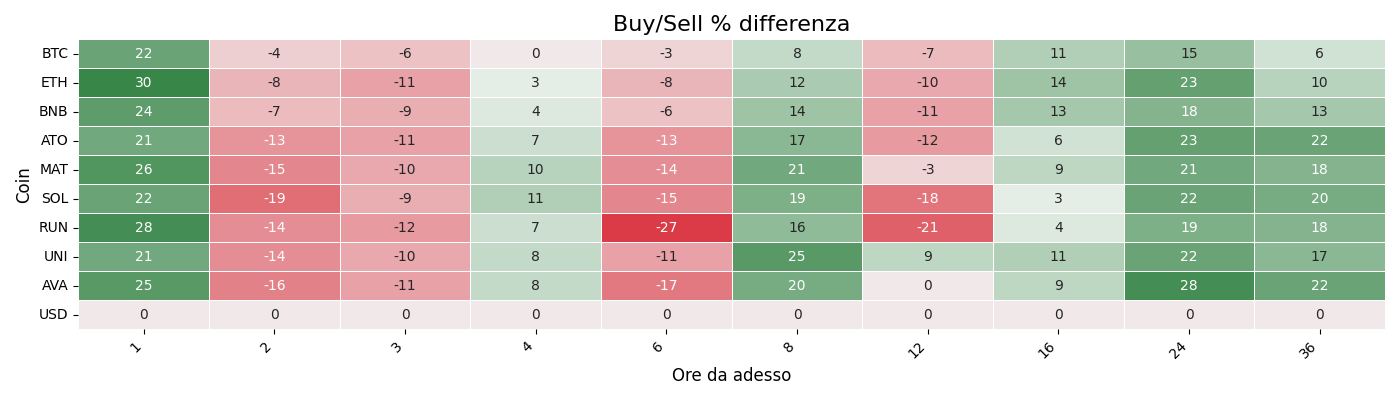 Buy/Sell % differenza
Coin
BTC 22 -4 -6 0 -3 8 -7 11 15 6
ETH 30 -8 -11 3 -8 12 -10 14 23 10
BNB 24 -7 -9 4 -6 14 -11 13 18 13
ATO 21 -13 -11 7 -13 17 -12 6 23 22
MAT 26 -15 -10 10 -14 21 -3 9 21 18
SOL 22 -19 -9 11 -15 19 -18 3 22 20
RUN 28 -14 -12 7 -27 16 -21 4 19 18
UNI 21 -14 -10 8 -11 25 9 11 22 17
AVA 25 -16 -11 8 -17 20 0 9 28 22
USD 0 0 0 0 0 0 0 0 0 0
1 2 3 4 6 8 12 16 24 36
Ore da adesso